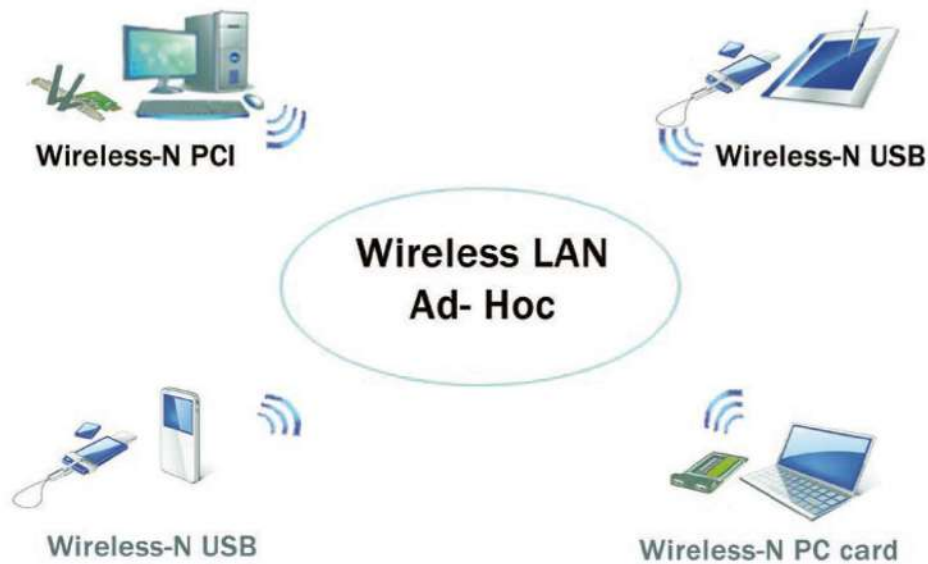 Wireless-N PCI
Wireless-N USB
Wireless LAN
Ad- Hoc
Wireless-N USB
Wireless-N PC card